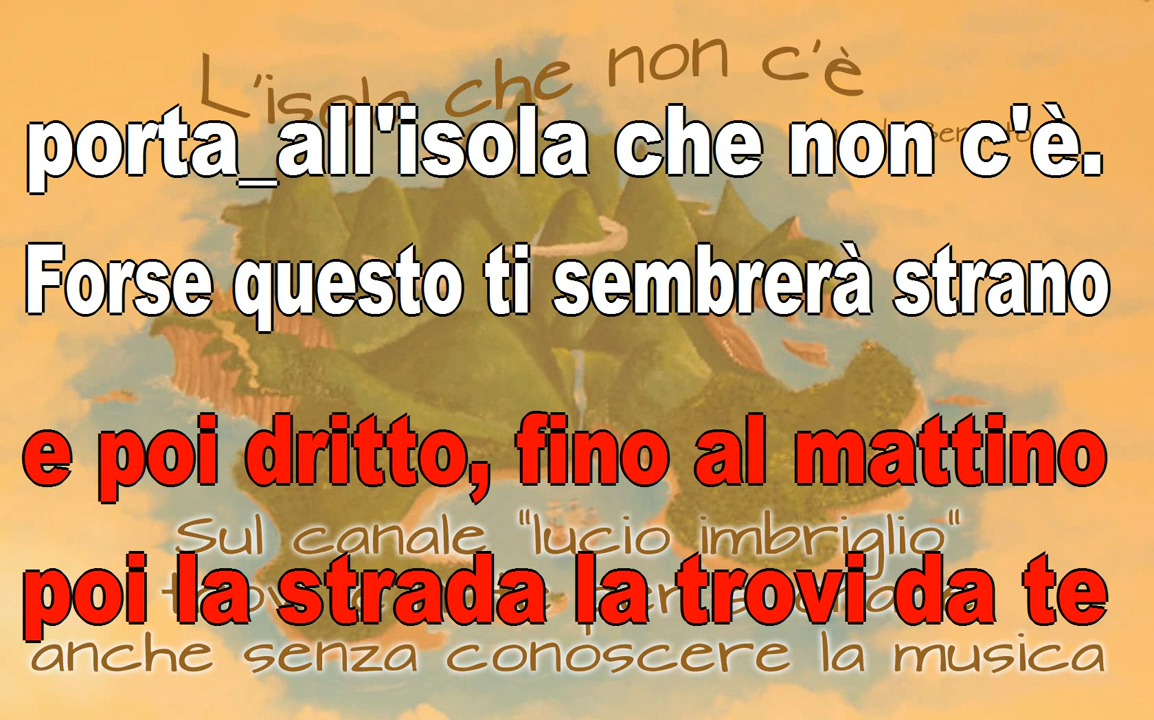 L'isola che non c'è
porta_all'isola che non c'è.
Forse questo ti sembrerà strano
e poi dritto, fino al mattino
Sul canale "lucio imbriglio"
poi la strada la trovi da te
anche senza conoscere la musica